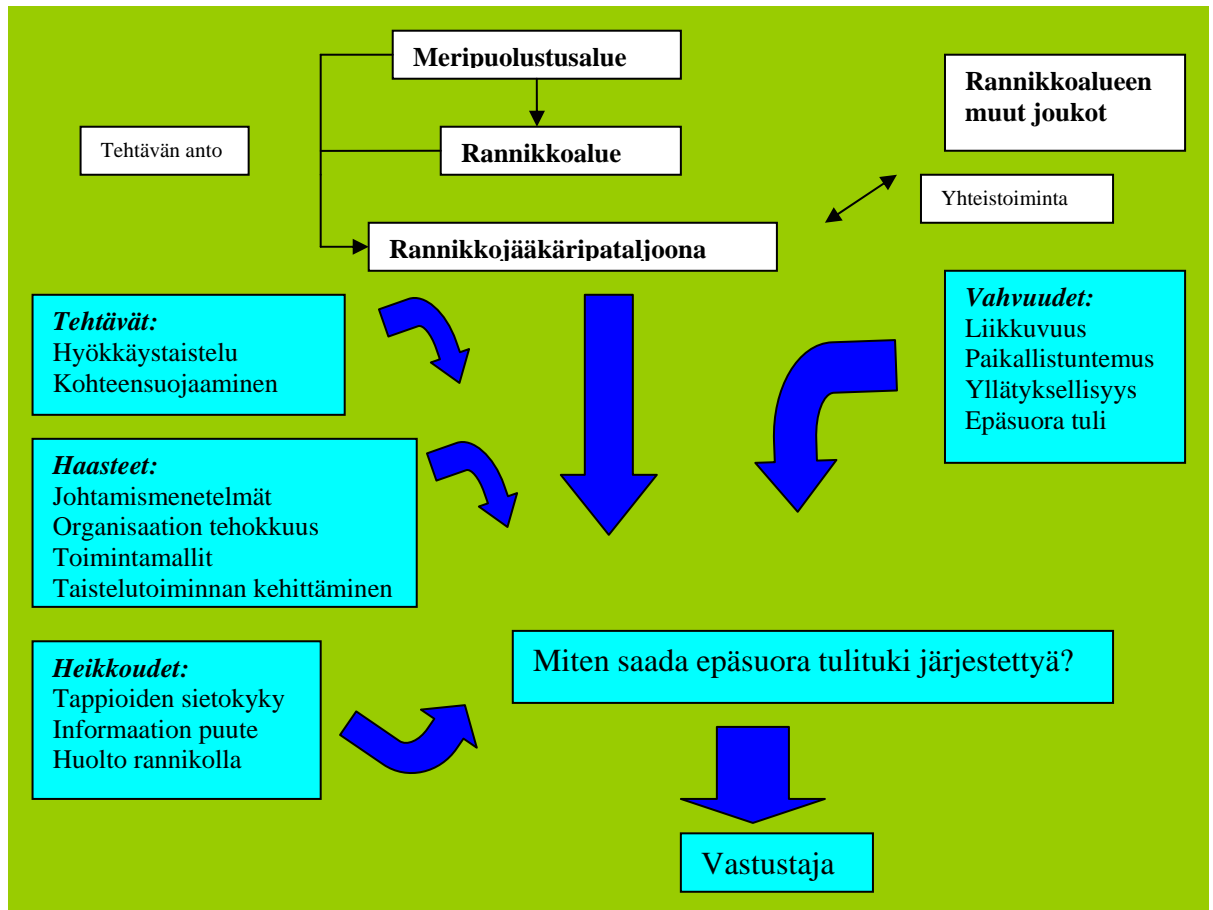 Meripuolustusalue
Rannikkoalueen
muut joukot
Tehtävän anto
Rannikkoalue
Yhteistoiminta
Rannikkojääkäripataljoona
Tehtävät:
Hyökkäystaistelu
Kohteensuojaaminen
Vahvuudet:
Liikkuvuus
Paikallistuntemus
Yllätyksellisyys
Epäsuora tuli
Haasteet:
Johtamismenetelmät
Organisaation tehokkuus
Toimintamallit
Taistelutoiminnan kehittäminen
Heikkoudet:
Tappioiden sietokyky
Informaation puute
Huolto rannikolla
Miten saada epäsuora tulituki järjestettyä?
Vastustaja